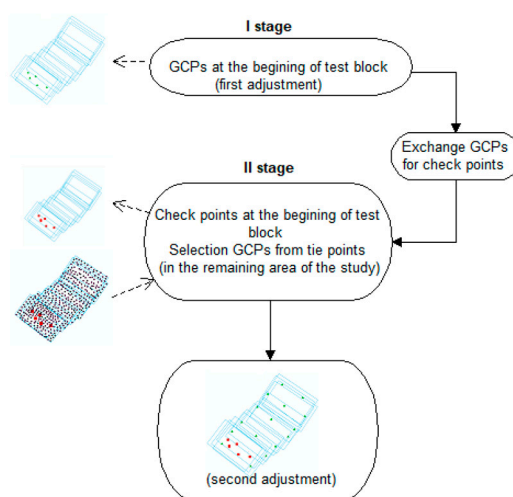 I stage
GCPs at the begining of test block
(first adjustment)
Exchange GCPs
for check points
II stage
Check points at the begining of test
block
Selection GCPs from tie points
(in the remaining area of the study)
(second adjustment)